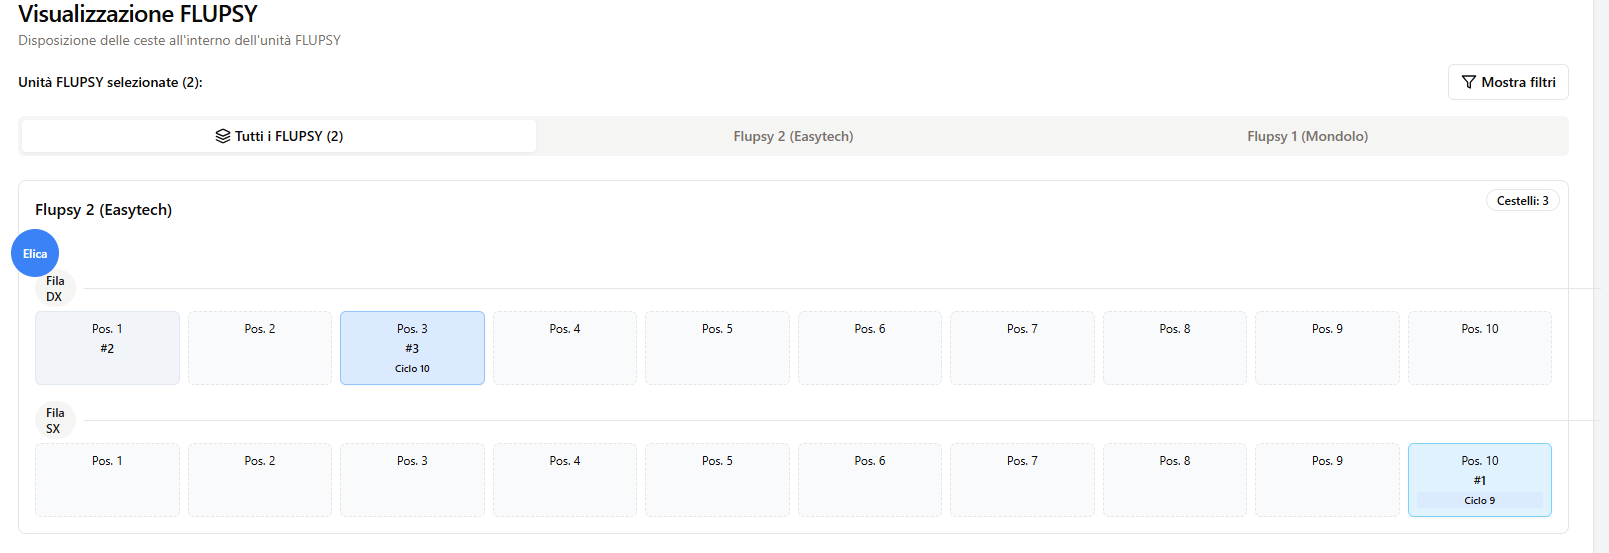 Visualizzazione FLUPSY
Disposizione delle ceste all'interno dell'unità FLUPSY
Unità FLUPSY selezionate (2):
Mostra filtri
Tutti i FLUPSY (2)
Flupsy 2 (Easytech)
Flupsy 1 (Mondolo)
Flupsy 2 (Easytech)
Cestelli: 3
Elica
Fila
DX
Pos. 1
#2
Pos. 2
Pos. 3
#3
Ciclo 10
Pos. 4
Pos. 5
Pos. 6
Pos. 7
Pos. 8
Pos. 9
Pos. 10
Fila
SX
Pos. 1
Pos. 2
Pos. 3
Pos. 4
Pos. 5
Pos. 6
Pos. 7
Pos. 8
Pos. 9
Pos. 10
#1
Ciclo 9